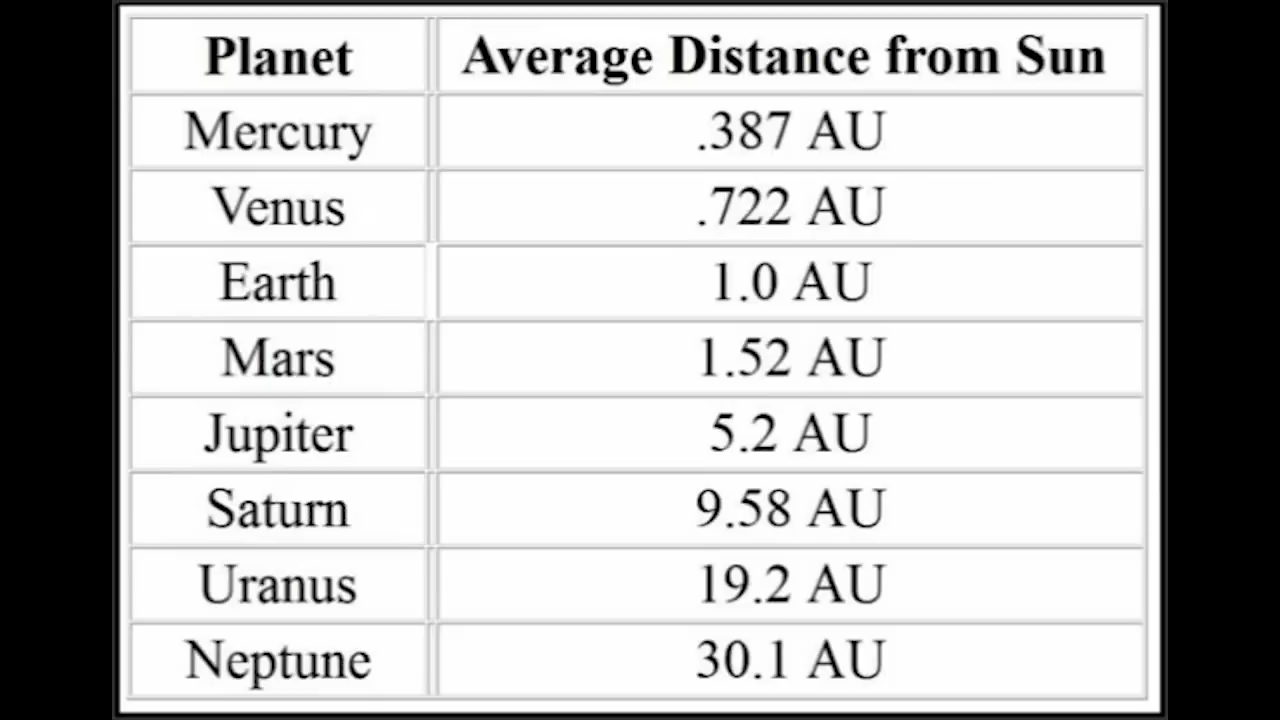 Planet Average Distance from Sun
Mercury .387 AU
Venus .722 AU
Earth 1.0 AU
Mars 1.52 AU
Jupiter 5.2 AU
Saturn 9.58 AU
Uranus 19.2 AU
Neptune 30.1 AU